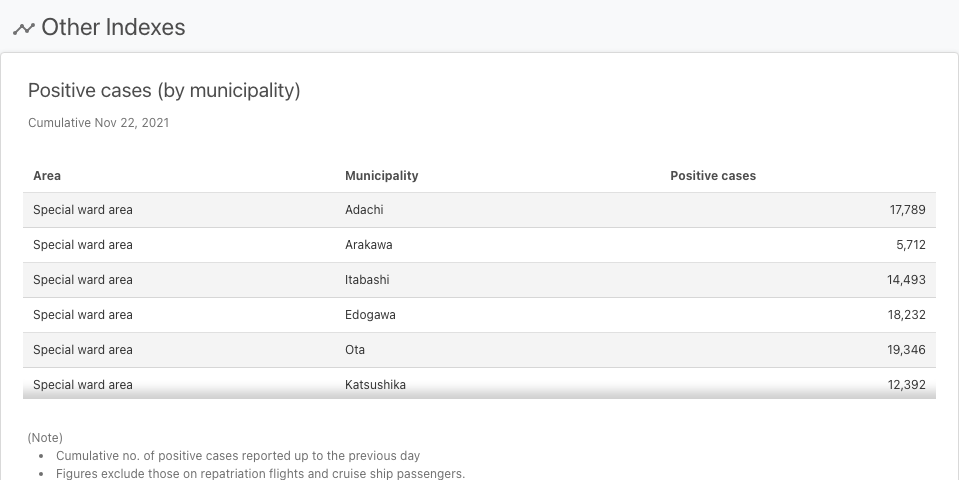 Other Indexes
Positive cases (by municipality)
Cumulative Nov 22, 2021
Area Municipality Positive cases
Special ward area Adachi 17,789
Special ward area Arakawa 5,712
Special ward area Itabashi 14,493
Special ward area Edogawa 18,232
Special ward area Ota 19,346
Special ward area Katsushika 12,392
(Note)
• Cumulative no. of positive cases reported up to the previous day
• Figures exclude those on repatriation flights and cruise ship passengers.